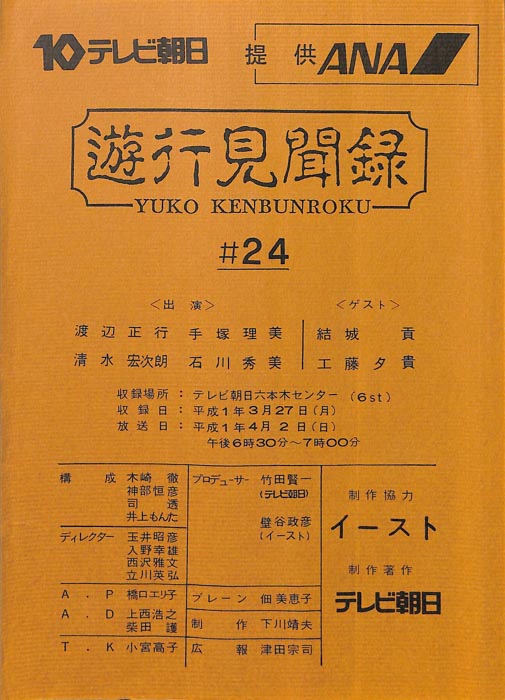 10 テレビ朝日 提供 ANA
遊行見聞録
YUKO KENBUNROKU
#24
〈出演〉 〈ゲスト〉
渡辺正行 手塚理美 結城 貢
清水宏次朗 石川秀美 工藤夕貴
収録場所：テレビ朝日六本木センター（6st）
収録日：平成1年3月27日（月）
放送日：平成1年4月2日（日）
午後6時30分～7時00分
構成 木崎 徹
神部恒彦
司 透
井上もんた
ディレクター 玉井昭彦
入野幸雄
西沢雅文
立川英弘
A.P 橋口エリ子
A.D 上西浩之
柴田 護
T.K 小宮高子
プロデューサー 竹田賢一
（テレビ朝日）
壁谷政彦
（イースト）
ブレーン 佃美恵子
制作 下川靖夫
広報 津田宗司
制作協力
イースト
制作著作
テレビ朝日